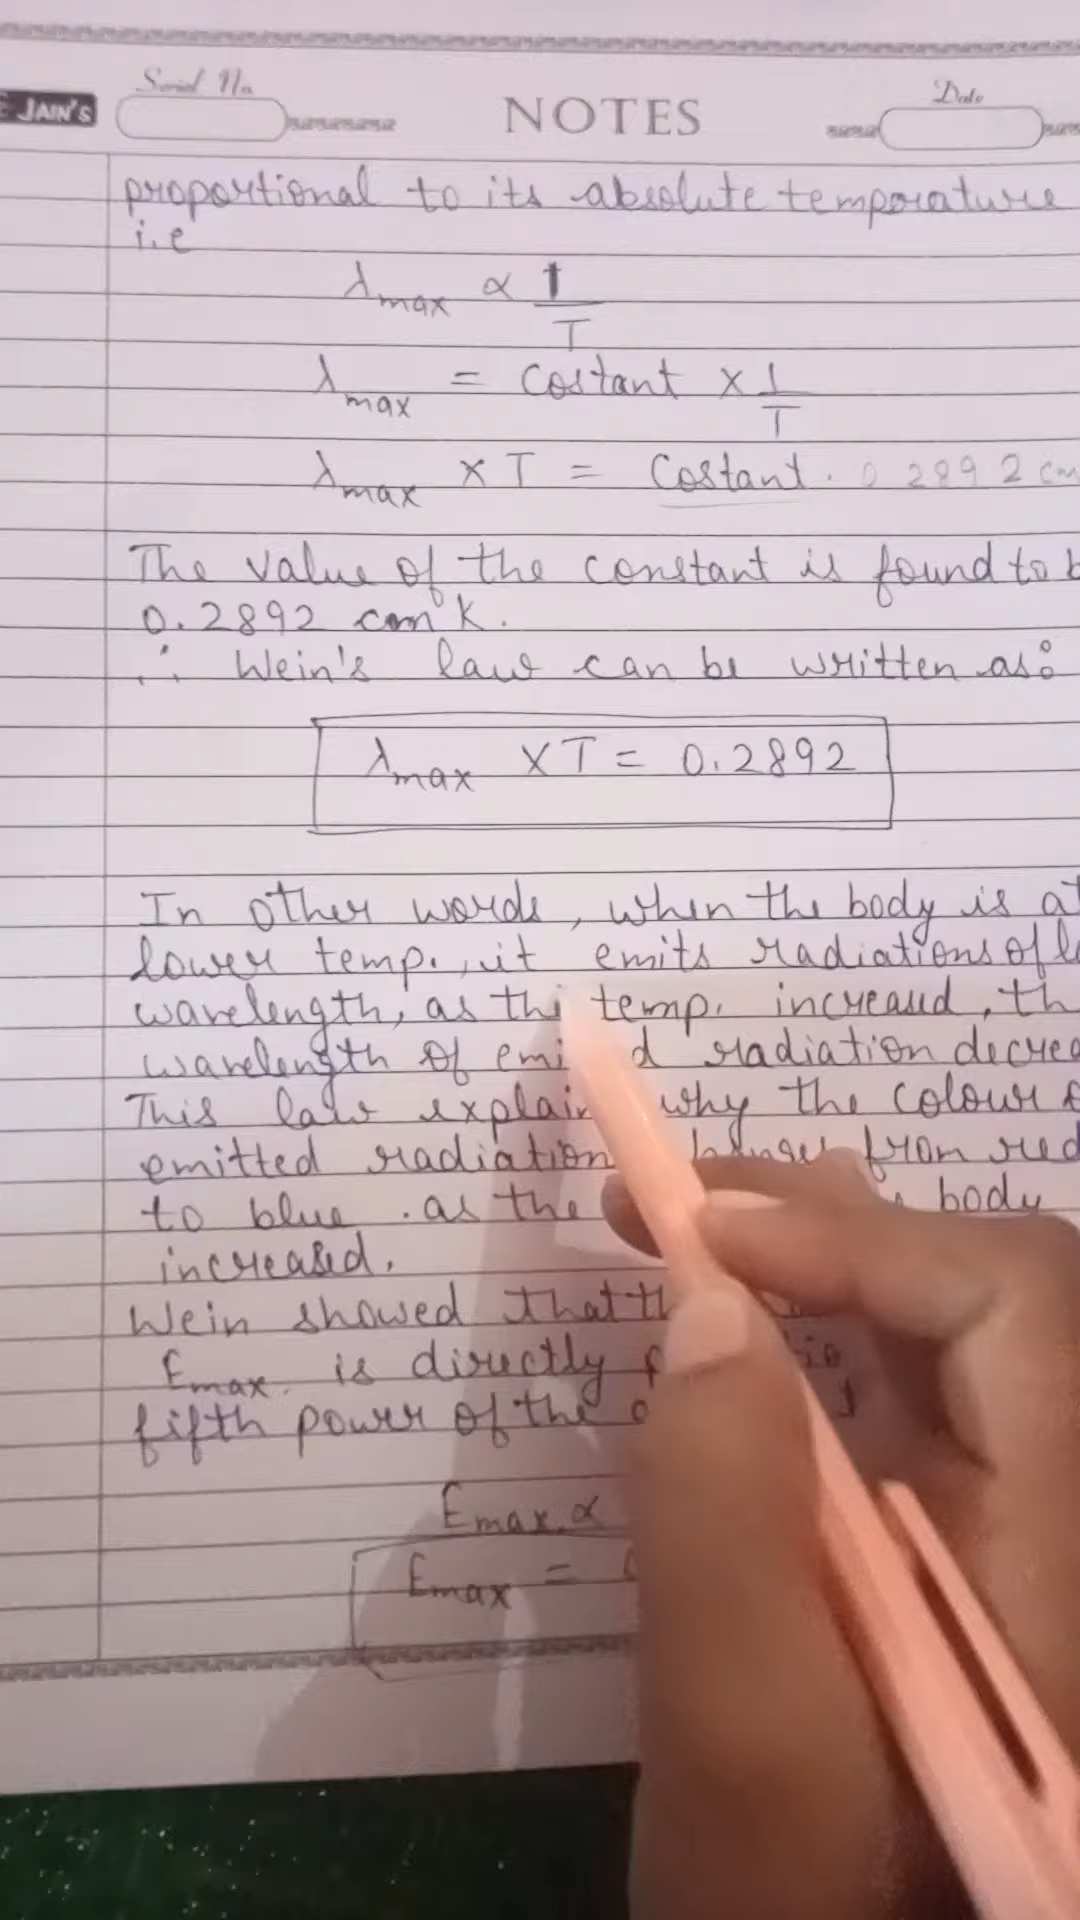 JAIN'S
Serial No.
NOTES
Date
proportional to its absolute temperature
i.e
λmax ∝ 1/T
λmax = Costant × 1/T
λmax × T = Costant. 0.2892 cm
The value of the constant is found to b
0.2892 cm°K.
∴ Wein's law can be written as:
λmax × T = 0.2892
In other words, when the body is at
lower temp., it emits radiations of lo
wavelength, as the temp. increased, th
wavelength of emi d radiation decrea
This law explain why the colour o
emitted radiation from red
to blue . as the body
increased.
Wein showed that th
Emax. is directly
fifth power of the
Emax. ∝
Emax =